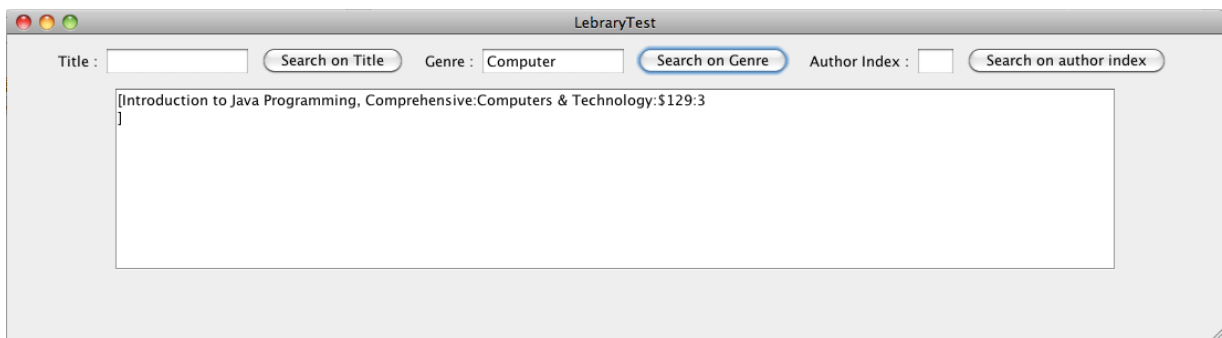 LebraryTest
Title : Search on Title Genre : Computer Search on Genre Author Index : Search on author index
[Introduction to Java Programming, Comprehensive:Computers & Technology:$129:3
]